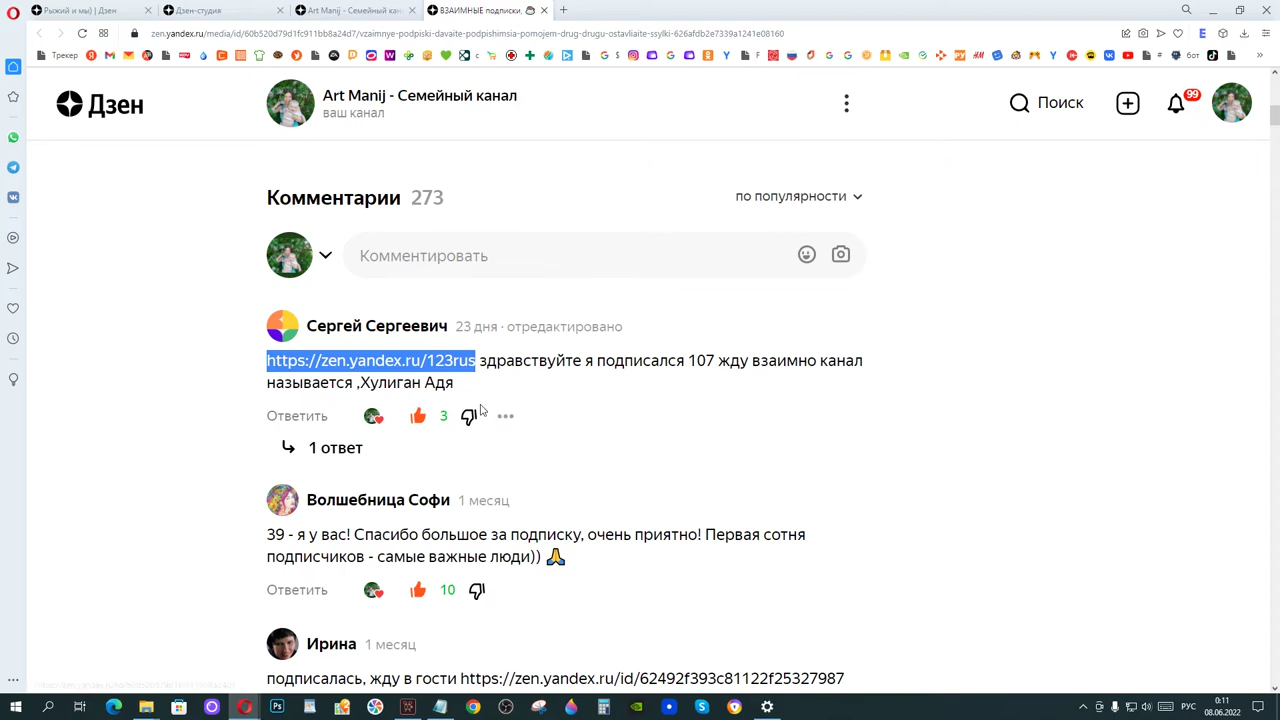 Рыжий и мы) | Дзен
Дзен-студия
Art Manij - Семейный кан
ВЗАИМНЫЕ подписки,
zen.yandex.ru/media/id/60b520d79d1fc911bb8a24d7/vzaimnye-podpiski-davaite-podpishimsia-pomojem-drug-drugu-ostavliaite-ssylki-626afdb2e7339a1241e08160
Трекер
бот
Дзен
Art Manij - Семейный канал
ваш канал
Поиск
99
Комментарии 273
по популярности
Комментировать
Сергей Сергеевич 23 дня · отредактировано
https://zen.yandex.ru/123rus здравствуйте я подписался 107 жду взаимно канал
называется ,Хулиган Адя
Ответить 3
1 ответ
Волшебница Софи 1 месяц
39 - я у вас! Спасибо большое за подписку, очень приятно! Первая сотня
подписчиков - самые важные люди)) 🙏
Ответить 10
Ирина 1 месяц
подписалась, жду в гости https://zen.yandex.ru/id/62492f393c81122f25327987
РУС
0:11
08.06.2022